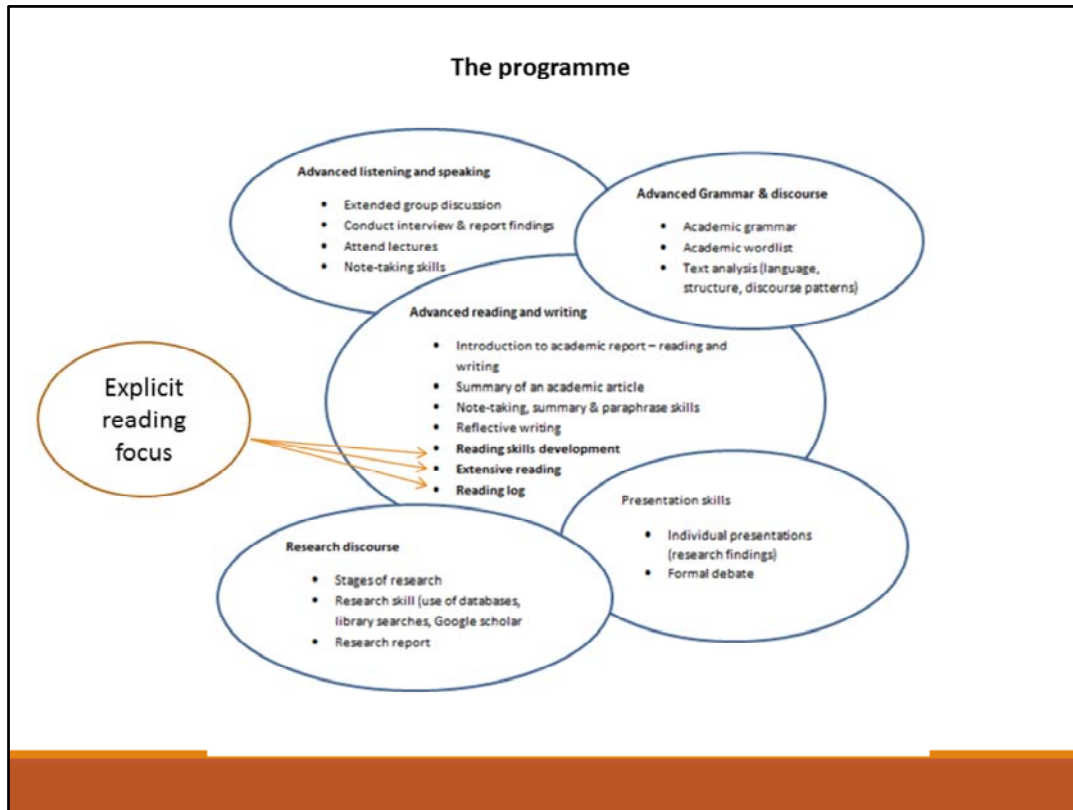 The programme
Advanced listening and speaking
• Extended group discussion
• Conduct interview & report findings
• Attend lectures
• Note-taking skills
Advanced Grammar & discourse
• Academic grammar
• Academic wordlist
• Text analysis (language,
structure, discourse patterns)
Advanced reading and writing
• Introduction to academic report – reading and
writing
• Summary of an academic article
• Note-taking, summary & paraphrase skills
• Reflective writing
• Reading skills development
• Extensive reading
• Reading log
Explicit
reading
focus
Presentation skills
• Individual presentations
(research findings)
• Formal debate
Research discourse
• Stages of research
• Research skill (use of databases,
library searches, Google scholar
• Research report